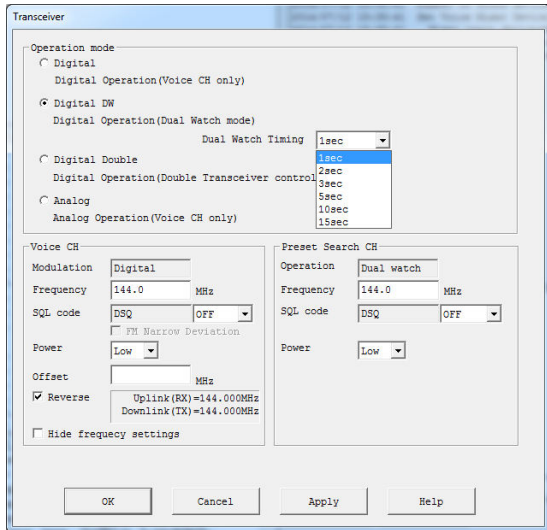 Transceiver
Operation mode
Digital
Digital Operation(Voice CH only)
Digital DW
Digital Operation(Dual Watch mode)
Dual Watch Timing 1sec
1sec
2sec
3sec
5sec
10sec
15sec
Digital Double
Digital Operation(Double Transceiver control
Analog
Analog Operation(Voice CH only)
Voice CH
Modulation Digital
Frequency 144.0 MHz
SQL code DSQ OFF
FM Narrow Deviation
Power Low
Offset MHz
Reverse Uplink(RX)=144.000MHz
Downlink(TX)=144.000MHz
Hide frequecy settings
Preset Search CH
Operation Dual watch
Frequency 144.0 MHz
SQL code DSQ OFF
Power Low
OK Cancel Apply Help